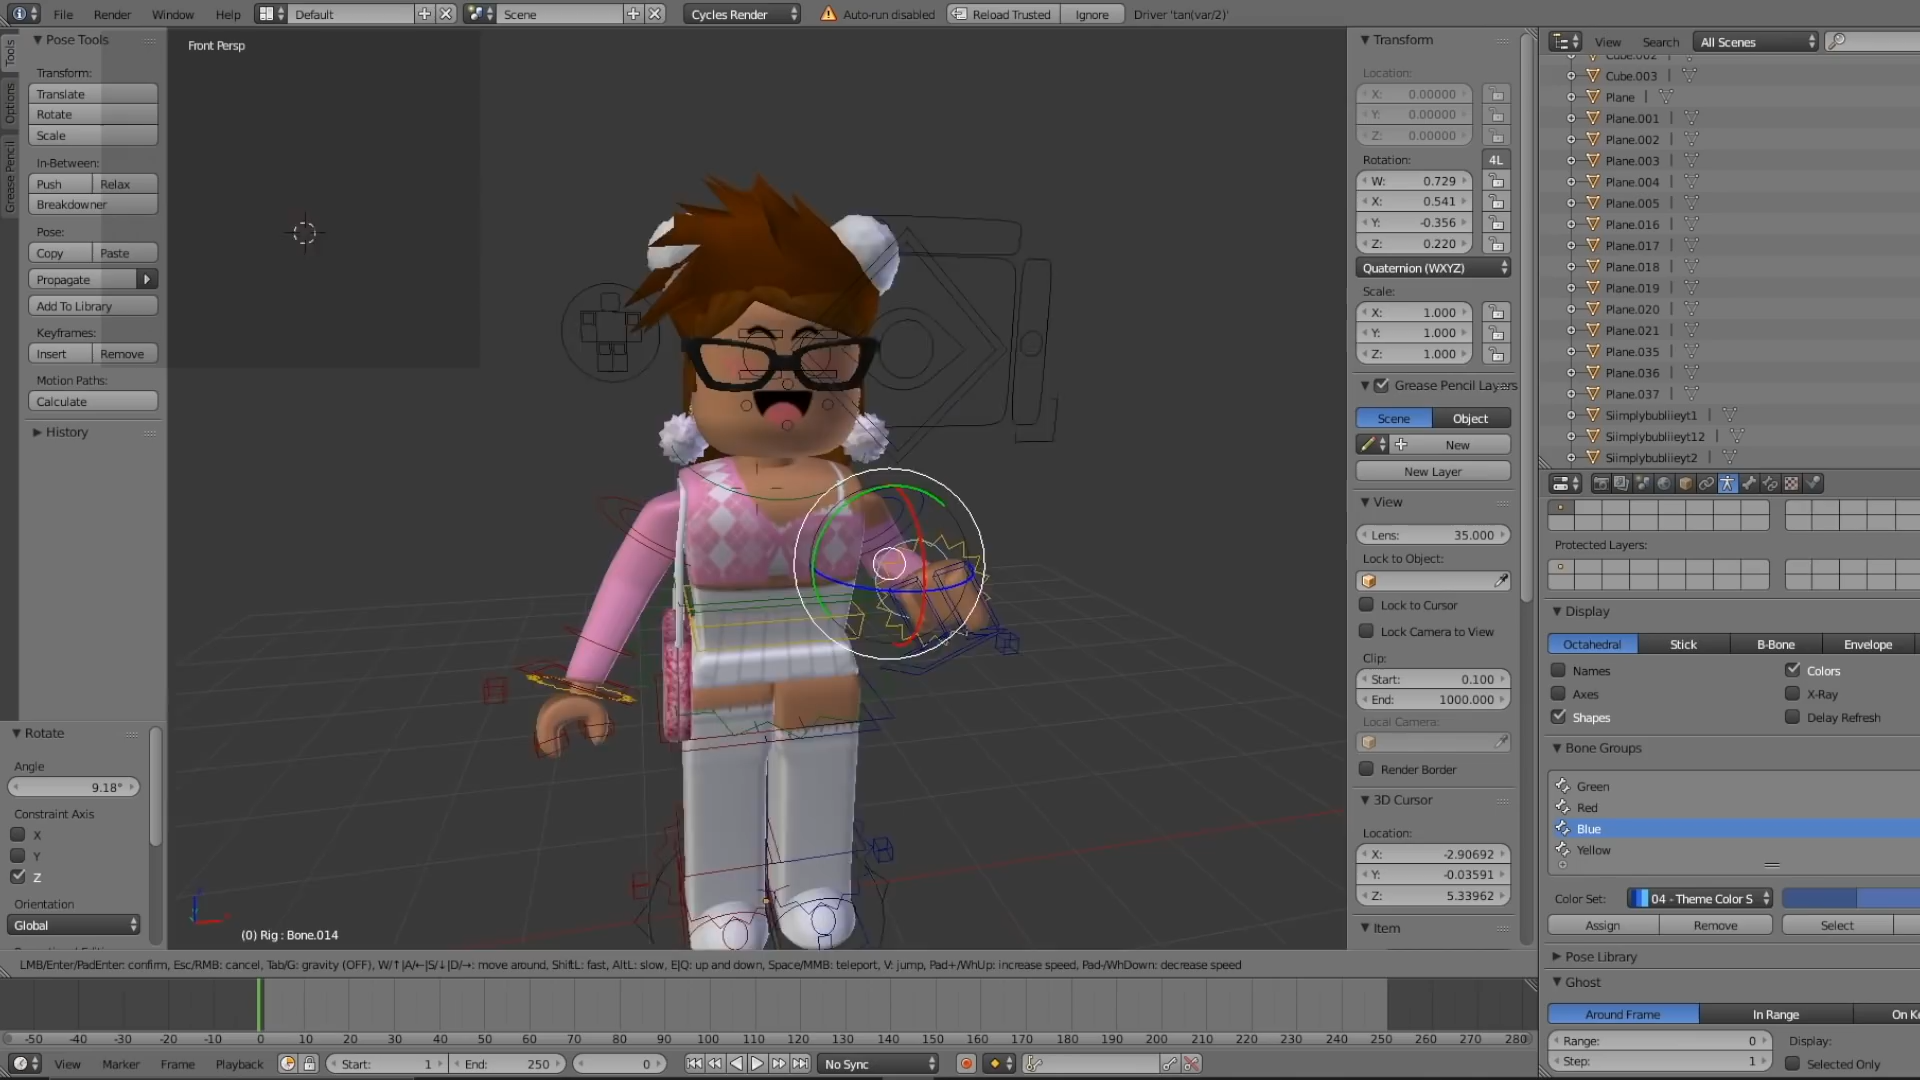 File Render Window Help Default Scene Cycles Render Auto-run disabled Reload Trusted Ignore Driver 'tan(var/2)'
Tools
Options
Grease Pencil
Pose Tools
Transform:
Translate
Rotate
Scale
In-Between:
Push Relax
Breakdowner
Pose:
Copy Paste
Propagate
Add To Library
Keyframes:
Insert Remove
Motion Paths:
Calculate
History
Rotate
Angle
9.18°
Constraint Axis
X
Y
Z
Orientation
Global
Front Persp
(0) Rig : Bone.014
Transform
Location:
X: 0.00000
Y: 0.00000
Z: 0.00000
Rotation: 4L
W: 0.729
X: 0.541
Y: -0.356
Z: 0.220
Quaternion (WXYZ)
Scale:
X: 1.000
Y: 1.000
Z: 1.000
Grease Pencil Layers
Scene Object
New
New Layer
View
Lens: 35.000
Lock to Object:
Lock to Cursor
Lock Camera to View
Clip:
Start: 0.100
End: 1000.000
Local Camera:
Render Border
3D Cursor
Location:
X: -2.90692
Y: -0.03591
Z: 5.33962
Item
View Search All Scenes
Cube.002
Cube.003
Plane
Plane.001
Plane.002
Plane.003
Plane.004
Plane.005
Plane.016
Plane.017
Plane.018
Plane.019
Plane.020
Plane.021
Plane.035
Plane.036
Plane.037
Siimplybubliieyt1
Siimplybubliieyt12
Siimplybubliieyt2
Protected Layers:
Display
Octahedral Stick B-Bone Envelope
Names Colors
Axes X-Ray
Shapes Delay Refresh
Bone Groups
Green
Red
Blue
Yellow
Color Set: 04 - Theme Color S
Assign Remove Select
Pose Library
Ghost
Around Frame In Range On Ke
Range: 0 Display:
Step: 1 Selected Only
LMB/Enter/PadEnter: confirm, Esc/RMB: cancel, Tab/G: gravity (OFF), W/↑|A/←|S/↓|D/→: move around, ShiftL: fast, AltL: slow, E|Q: up and down, Space/MMB: teleport, V: jump, Pad+/WhUp: increase speed, Pad-/WhDown: decrease speed
-50 -40 -30 -20 -10 0 10 20 30 40 50 60 70 80 90 100 110 120 130 140 150 160 170 180 190 200 210 220 230 240 250 260 270 280
View Marker Frame Playback Start: 1 End: 250 0 No Sync